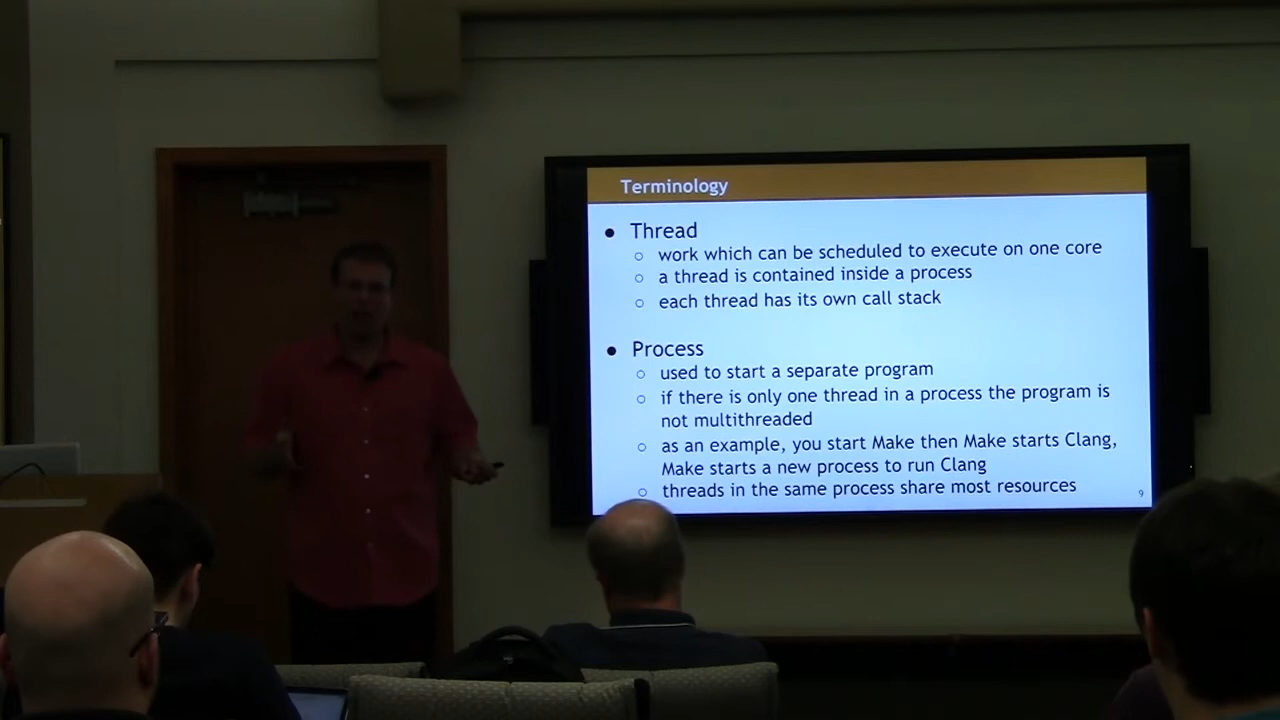 Terminology
● Thread
○ work which can be scheduled to execute on one core
○ a thread is contained inside a process
○ each thread has its own call stack
● Process
○ used to start a separate program
○ if there is only one thread in a process the program is
not multithreaded
○ as an example, you start Make then Make starts Clang,
Make starts a new process to run Clang
○ threads in the same process share most resources
9